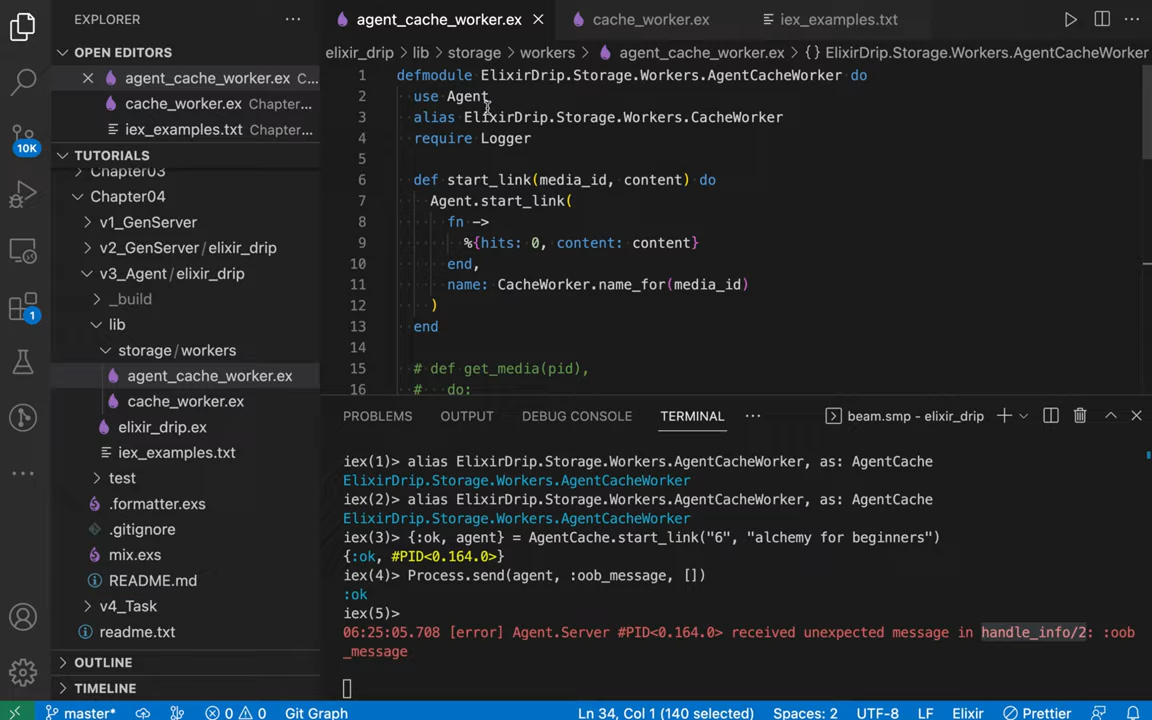 EXPLORER
agent_cache_worker.ex
cache_worker.ex
iex_examples.txt
OPEN EDITORS
agent_cache_worker.ex C...
cache_worker.ex Chapter...
iex_examples.txt Chapter...
TUTORIALS
Chapter03
Chapter04
v1_GenServer
v2_GenServer / elixir_drip
v3_Agent / elixir_drip
_build
lib
storage / workers
agent_cache_worker.ex
cache_worker.ex
elixir_drip.ex
iex_examples.txt
test
.formatter.exs
.gitignore
mix.exs
README.md
v4_Task
readme.txt
OUTLINE
TIMELINE
10K
1
elixir_drip > lib > storage > workers > agent_cache_worker.ex > {} ElixirDrip.Storage.Workers.AgentCacheWorker
1 defmodule ElixirDrip.Storage.Workers.AgentCacheWorker do
2 use Agent
3 alias ElixirDrip.Storage.Workers.CacheWorker
4 require Logger
5
6 def start_link(media_id, content) do
7 Agent.start_link(
8 fn ->
9 %{hits: 0, content: content}
10 end,
11 name: CacheWorker.name_for(media_id)
12 )
13 end
14
15 # def get_media(pid),
16 # do:
PROBLEMS OUTPUT DEBUG CONSOLE TERMINAL ... beam.smp - elixir_drip
iex(1)> alias ElixirDrip.Storage.Workers.AgentCacheWorker, as: AgentCache
ElixirDrip.Storage.Workers.AgentCacheWorker
iex(2)> alias ElixirDrip.Storage.Workers.AgentCacheWorker, as: AgentCache
ElixirDrip.Storage.Workers.AgentCacheWorker
iex(3)> {:ok, agent} = AgentCache.start_link("6", "alchemy for beginners")
{:ok, #PID<0.164.0>}
iex(4)> Process.send(agent, :oob_message, [])
:ok
iex(5)>
06:25:05.708 [error] Agent.Server #PID<0.164.0> received unexpected message in handle_info/2: :oob
_message
master* 0 0 Git Graph Ln 34, Col 1 (140 selected) Spaces: 2 UTF-8 LF Elixir Prettier